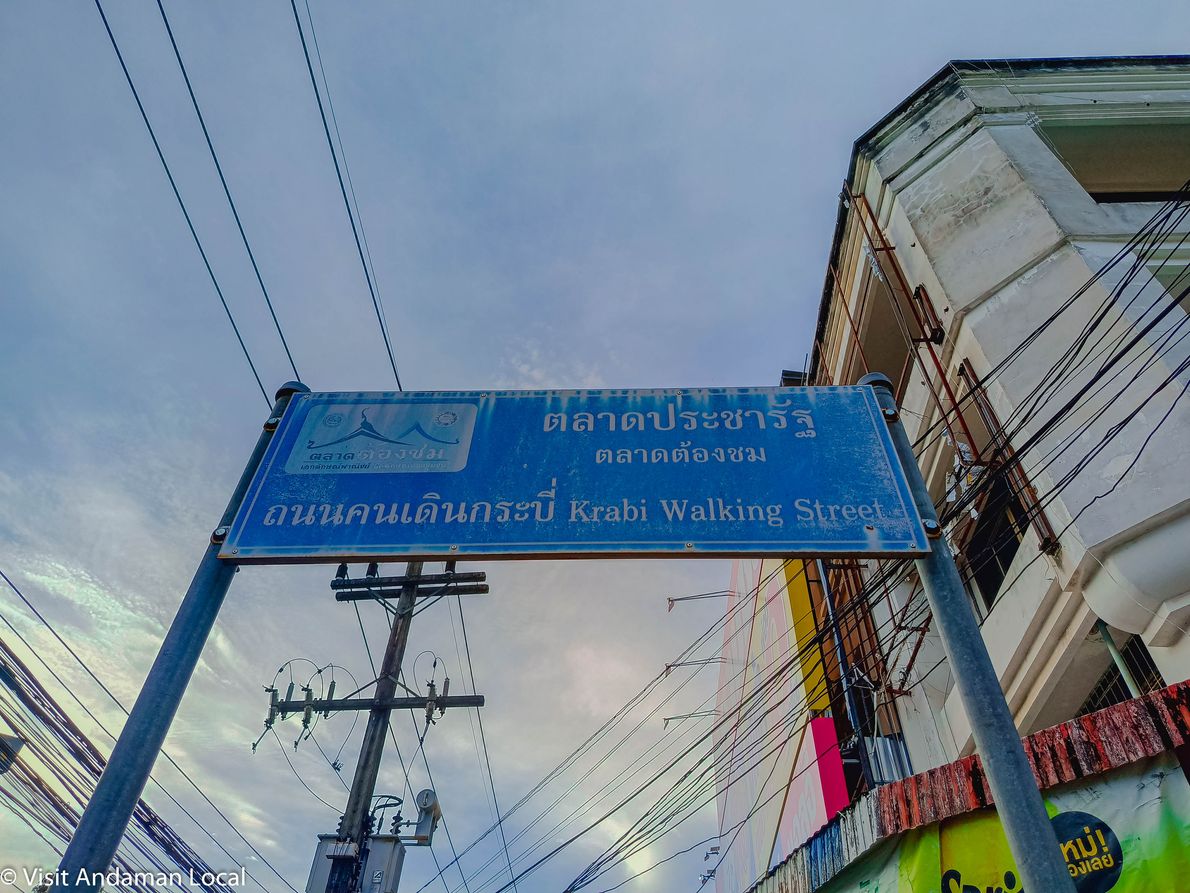 ตลาดประชารัฐ
ตลาดต้องชม
ตลาดต้องชม
ถนนคนเดินกระบี่ Krabi Walking Street
© Visit Andaman Local